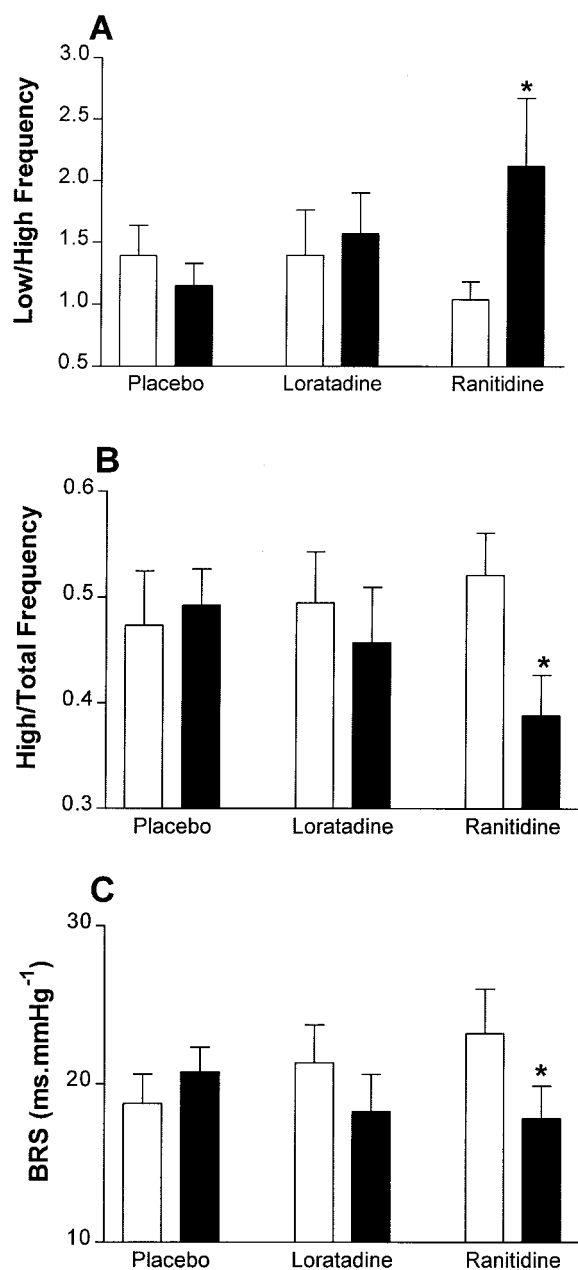 A
Low/High Frequency
3.0
2.5
2.0
1.5
1.0
0.5
*
Placebo Loratadine Ranitidine
B
High/Total Frequency
0.6
0.5
0.4
0.3
*
Placebo Loratadine Ranitidine
C
BRS (ms.mmHg⁻¹)
30
20
10
*
Placebo Loratadine Ranitidine